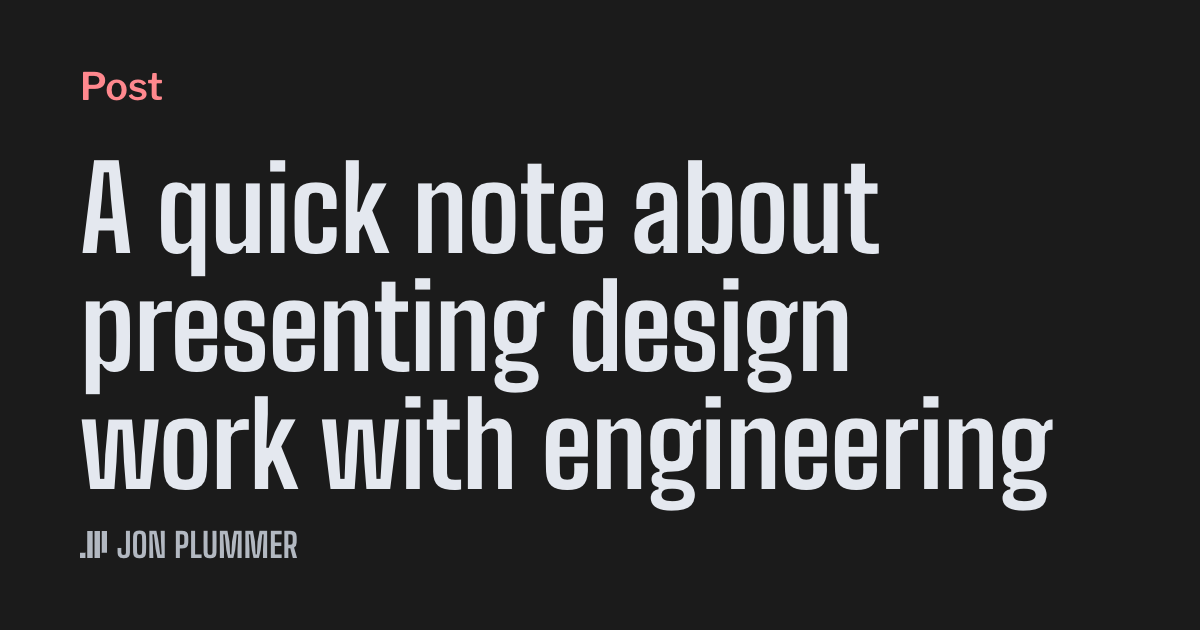 Post
A quick note about
presenting design
work with engineering
JON PLUMMER